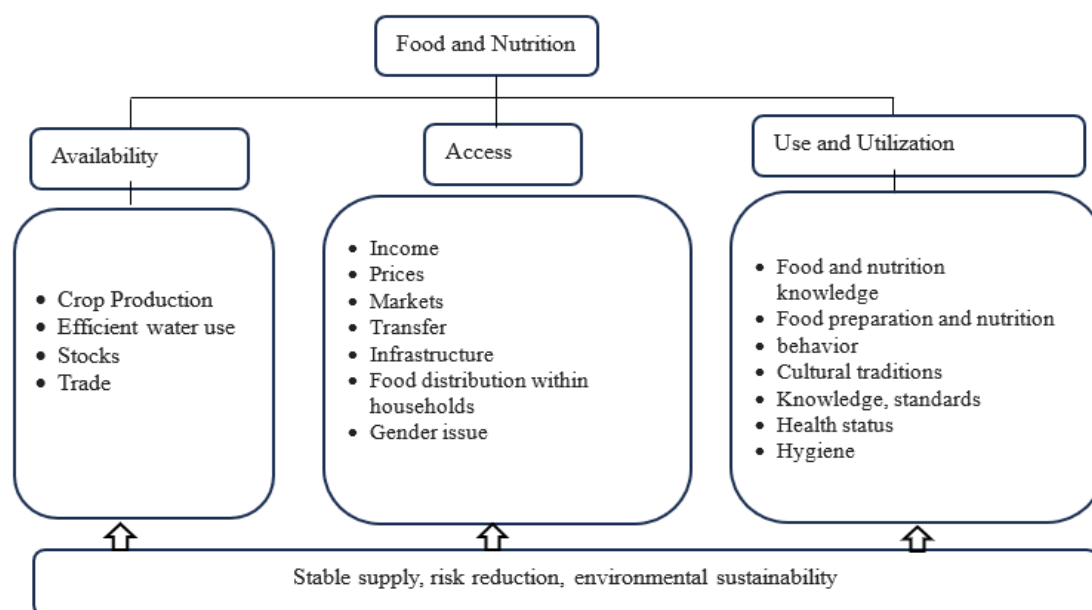 Food and Nutrition
Availability
Access
Use and Utilization
• Crop Production
• Efficient water use
• Stocks
• Trade
• Income
• Prices
• Markets
• Transfer
• Infrastructure
• Food distribution within
households
• Gender issue
• Food and nutrition
knowledge
• Food preparation and nutrition
• behavior
• Cultural traditions
• Knowledge, standards
• Health status
• Hygiene
Stable supply, risk reduction, environmental sustainability